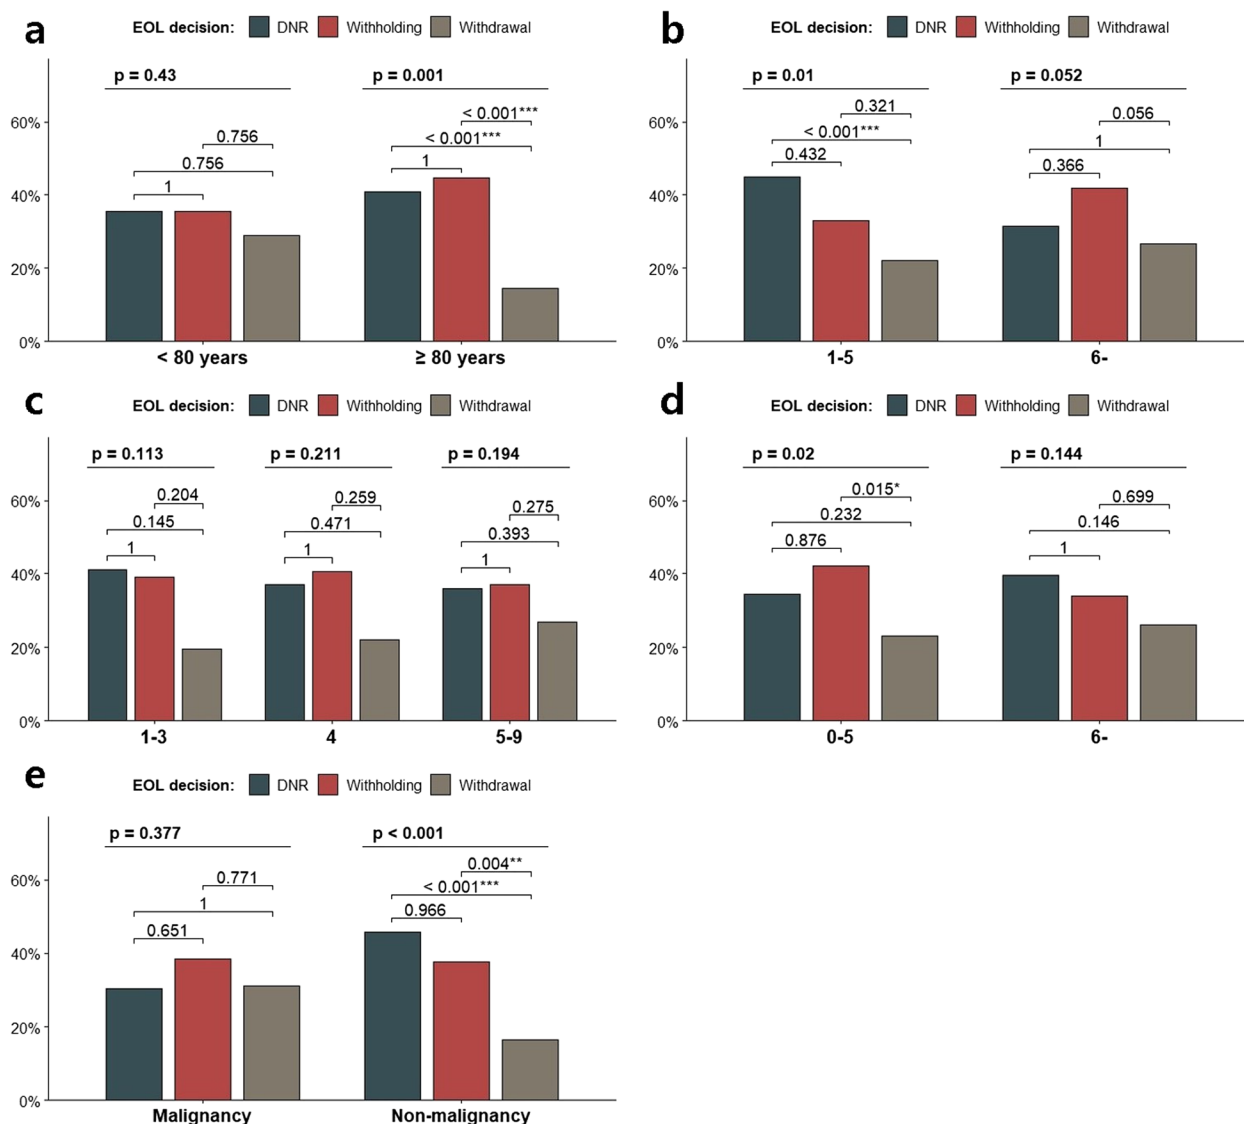 a
EOL decision: DNR Withholding Withdrawal
p = 0.43
p = 0.001
< 0.001***
0.756
< 0.001***
0.756
1
1
60%
40%
20%
0%
< 80 years
≥ 80 years
b
EOL decision: DNR Withholding Withdrawal
p = 0.01
p = 0.052
0.321
0.056
< 0.001***
1
0.432
0.366
60%
40%
20%
0%
1-5
6-
c
EOL decision: DNR Withholding Withdrawal
p = 0.113
p = 0.211
p = 0.194
0.204
0.259
0.275
0.145
0.471
0.393
1
1
1
60%
40%
20%
0%
1-3
4
5-9
d
EOL decision: DNR Withholding Withdrawal
p = 0.02
p = 0.144
0.015*
0.699
0.232
0.146
0.876
1
60%
40%
20%
0%
0-5
6-
e
EOL decision: DNR Withholding Withdrawal
p = 0.377
p < 0.001
0.771
0.004**
1
< 0.001***
0.651
0.966
60%
40%
20%
0%
Malignancy
Non-malignancy